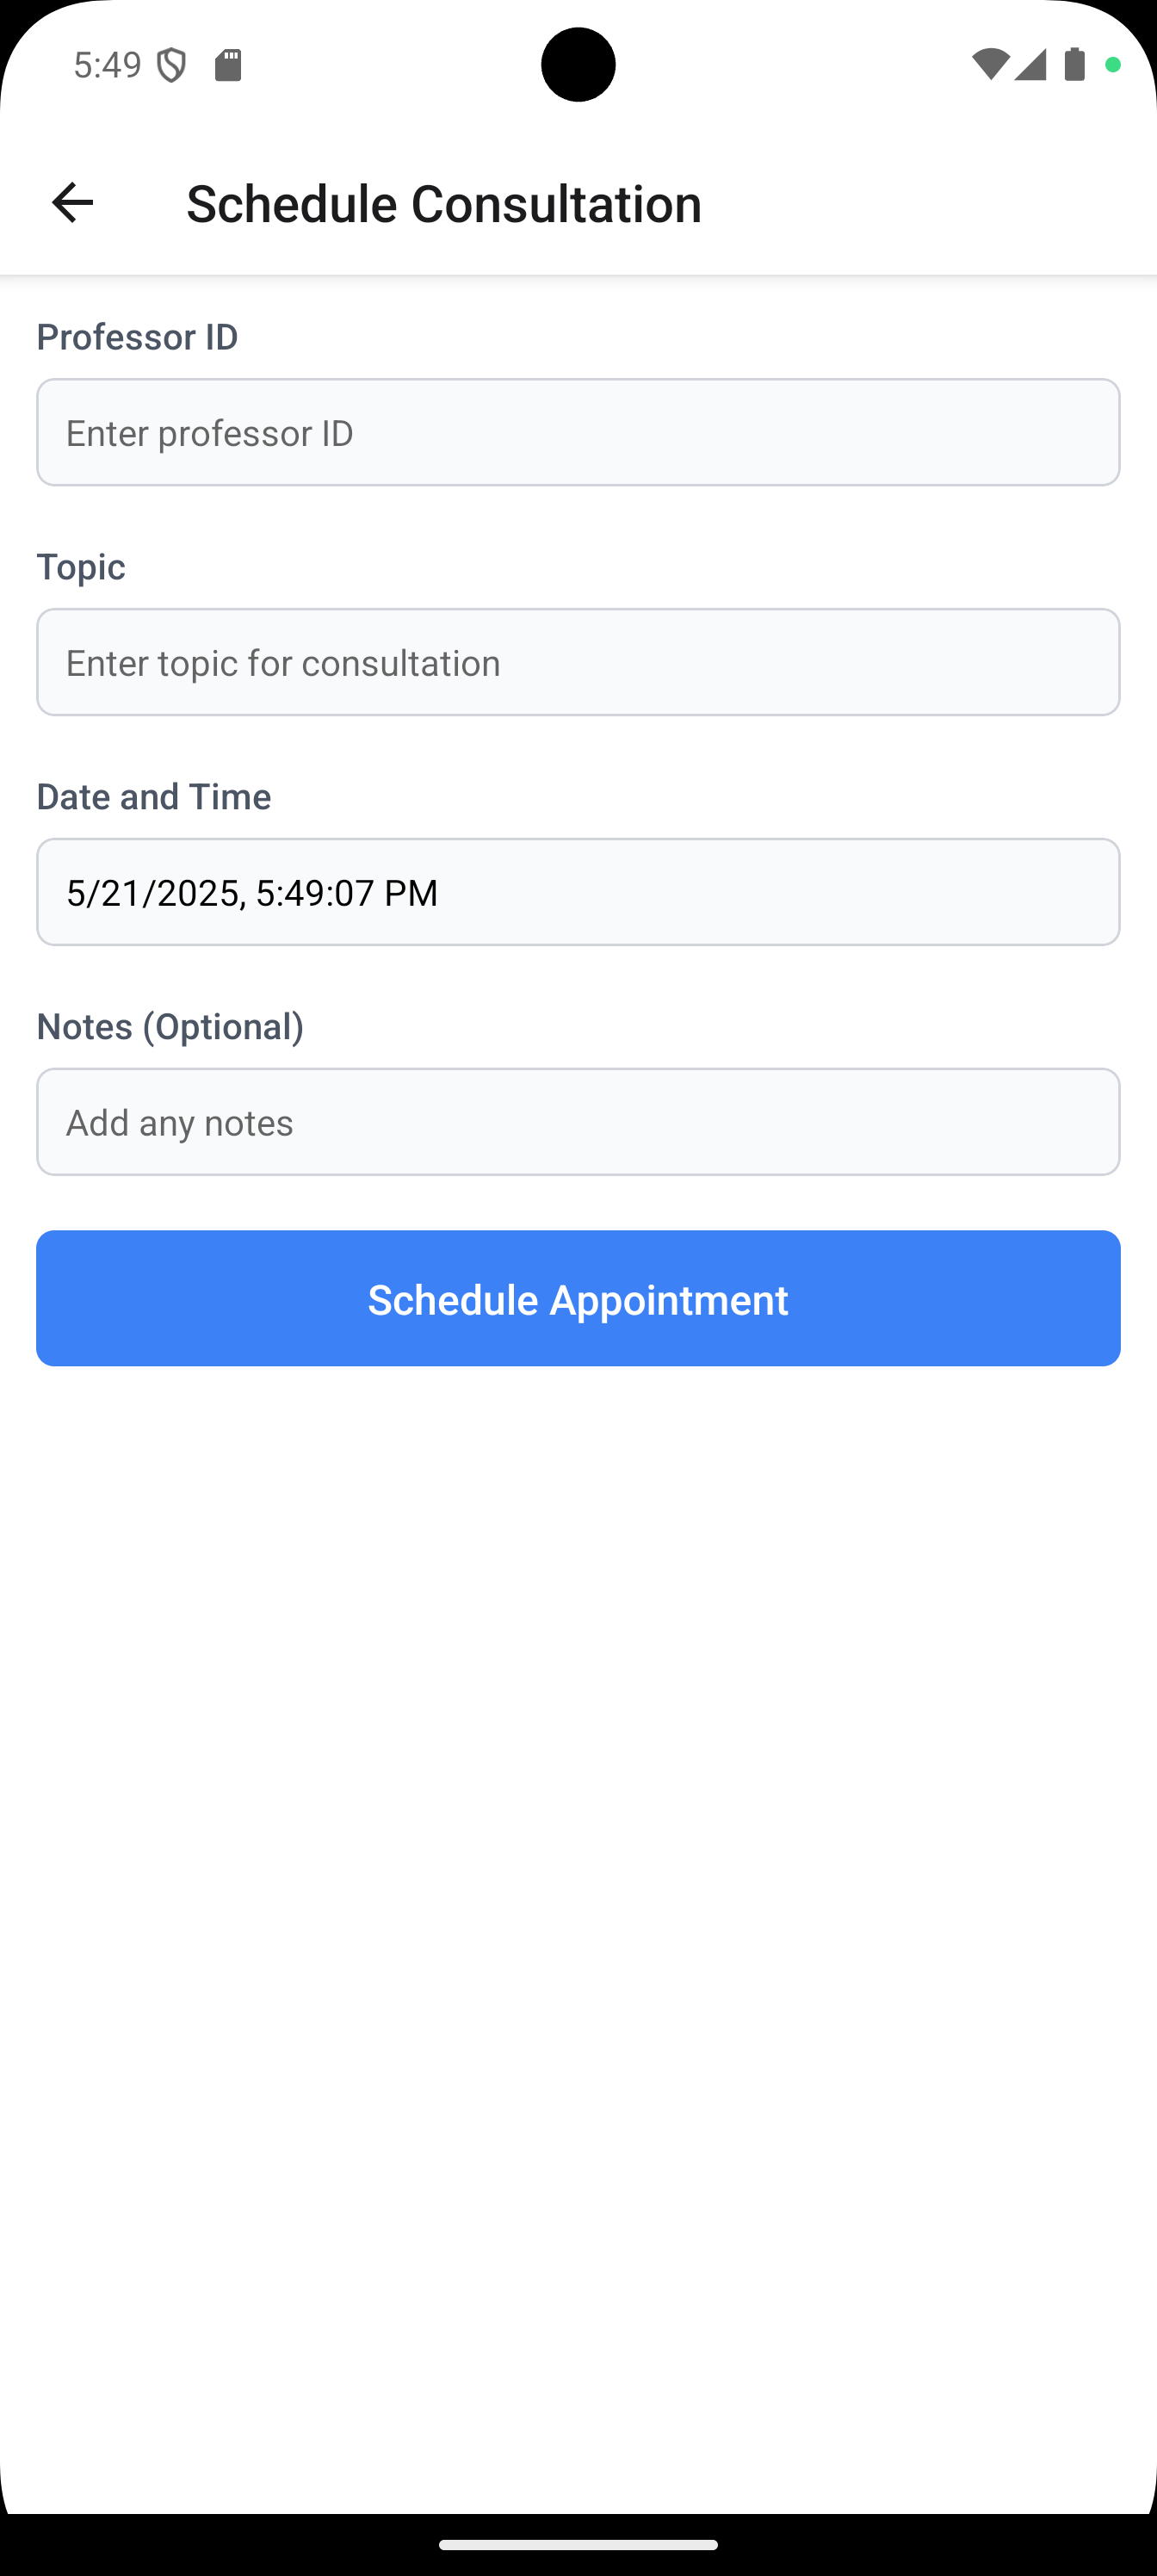 5:49
Schedule Consultation
Professor ID
Enter professor ID
Topic
Enter topic for consultation
Date and Time
5/21/2025, 5:49:07 PM
Notes (Optional)
Add any notes
Schedule Appointment